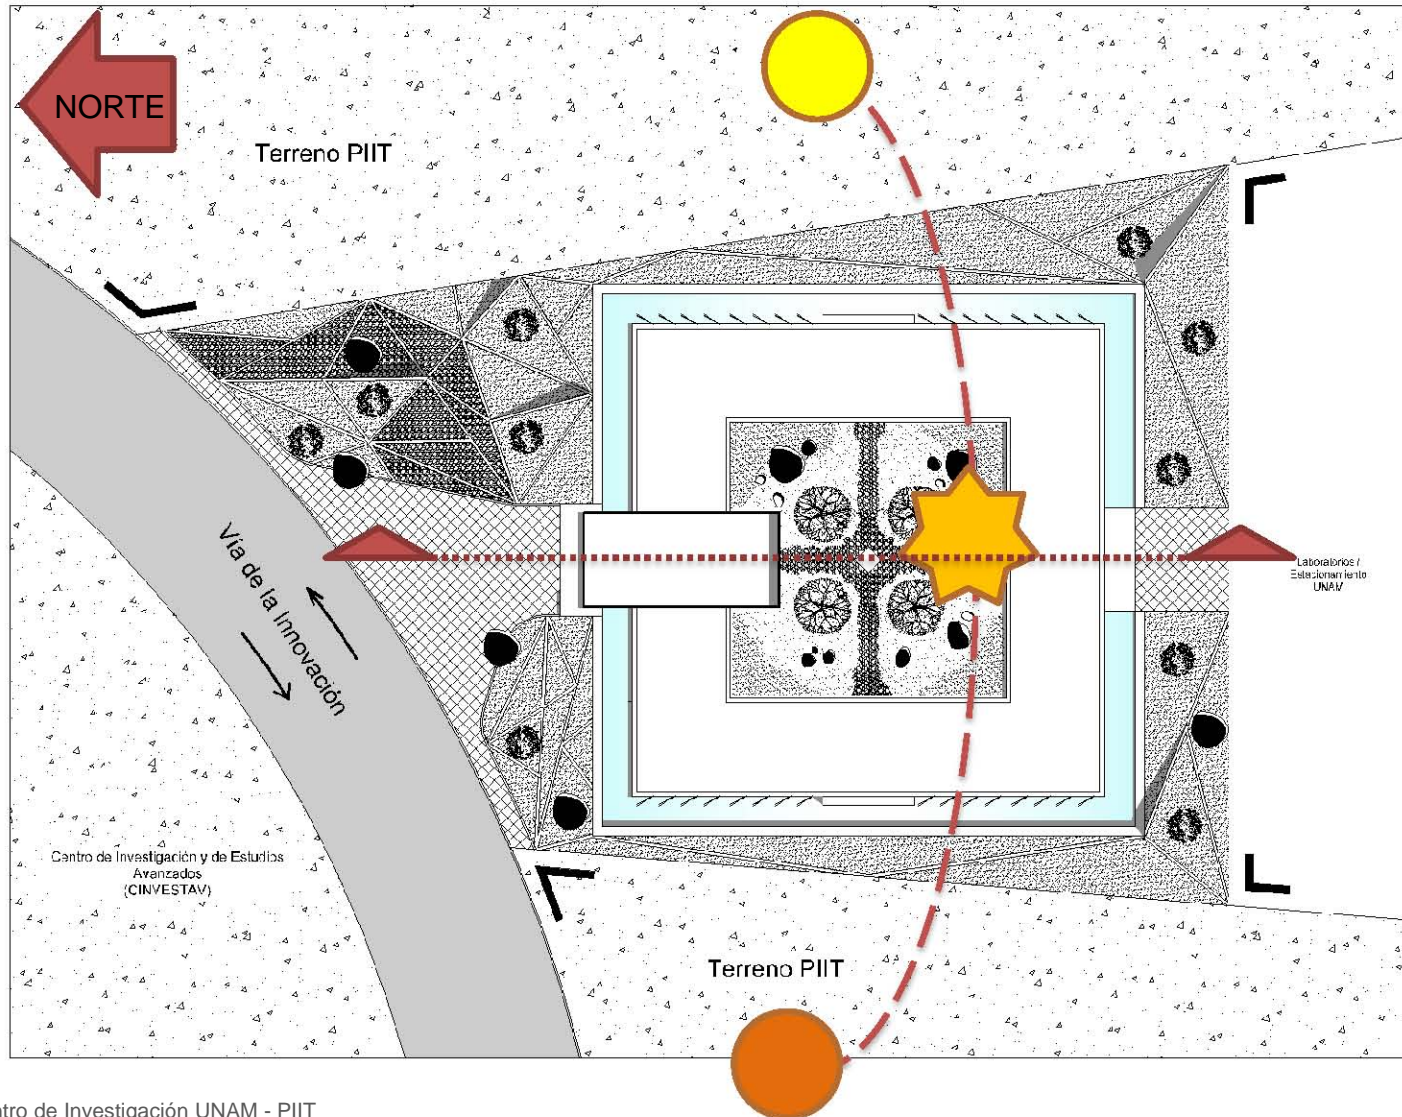 NORTE
Terreno PIIT
Vía de la Innovación
Laboratorios /
Estacionamiento
UNAM
Centro de Investigación y de Estudios
Avanzados
(CINVESTAV)
Terreno PIIT
ntro de Investigación UNAM - PIIT